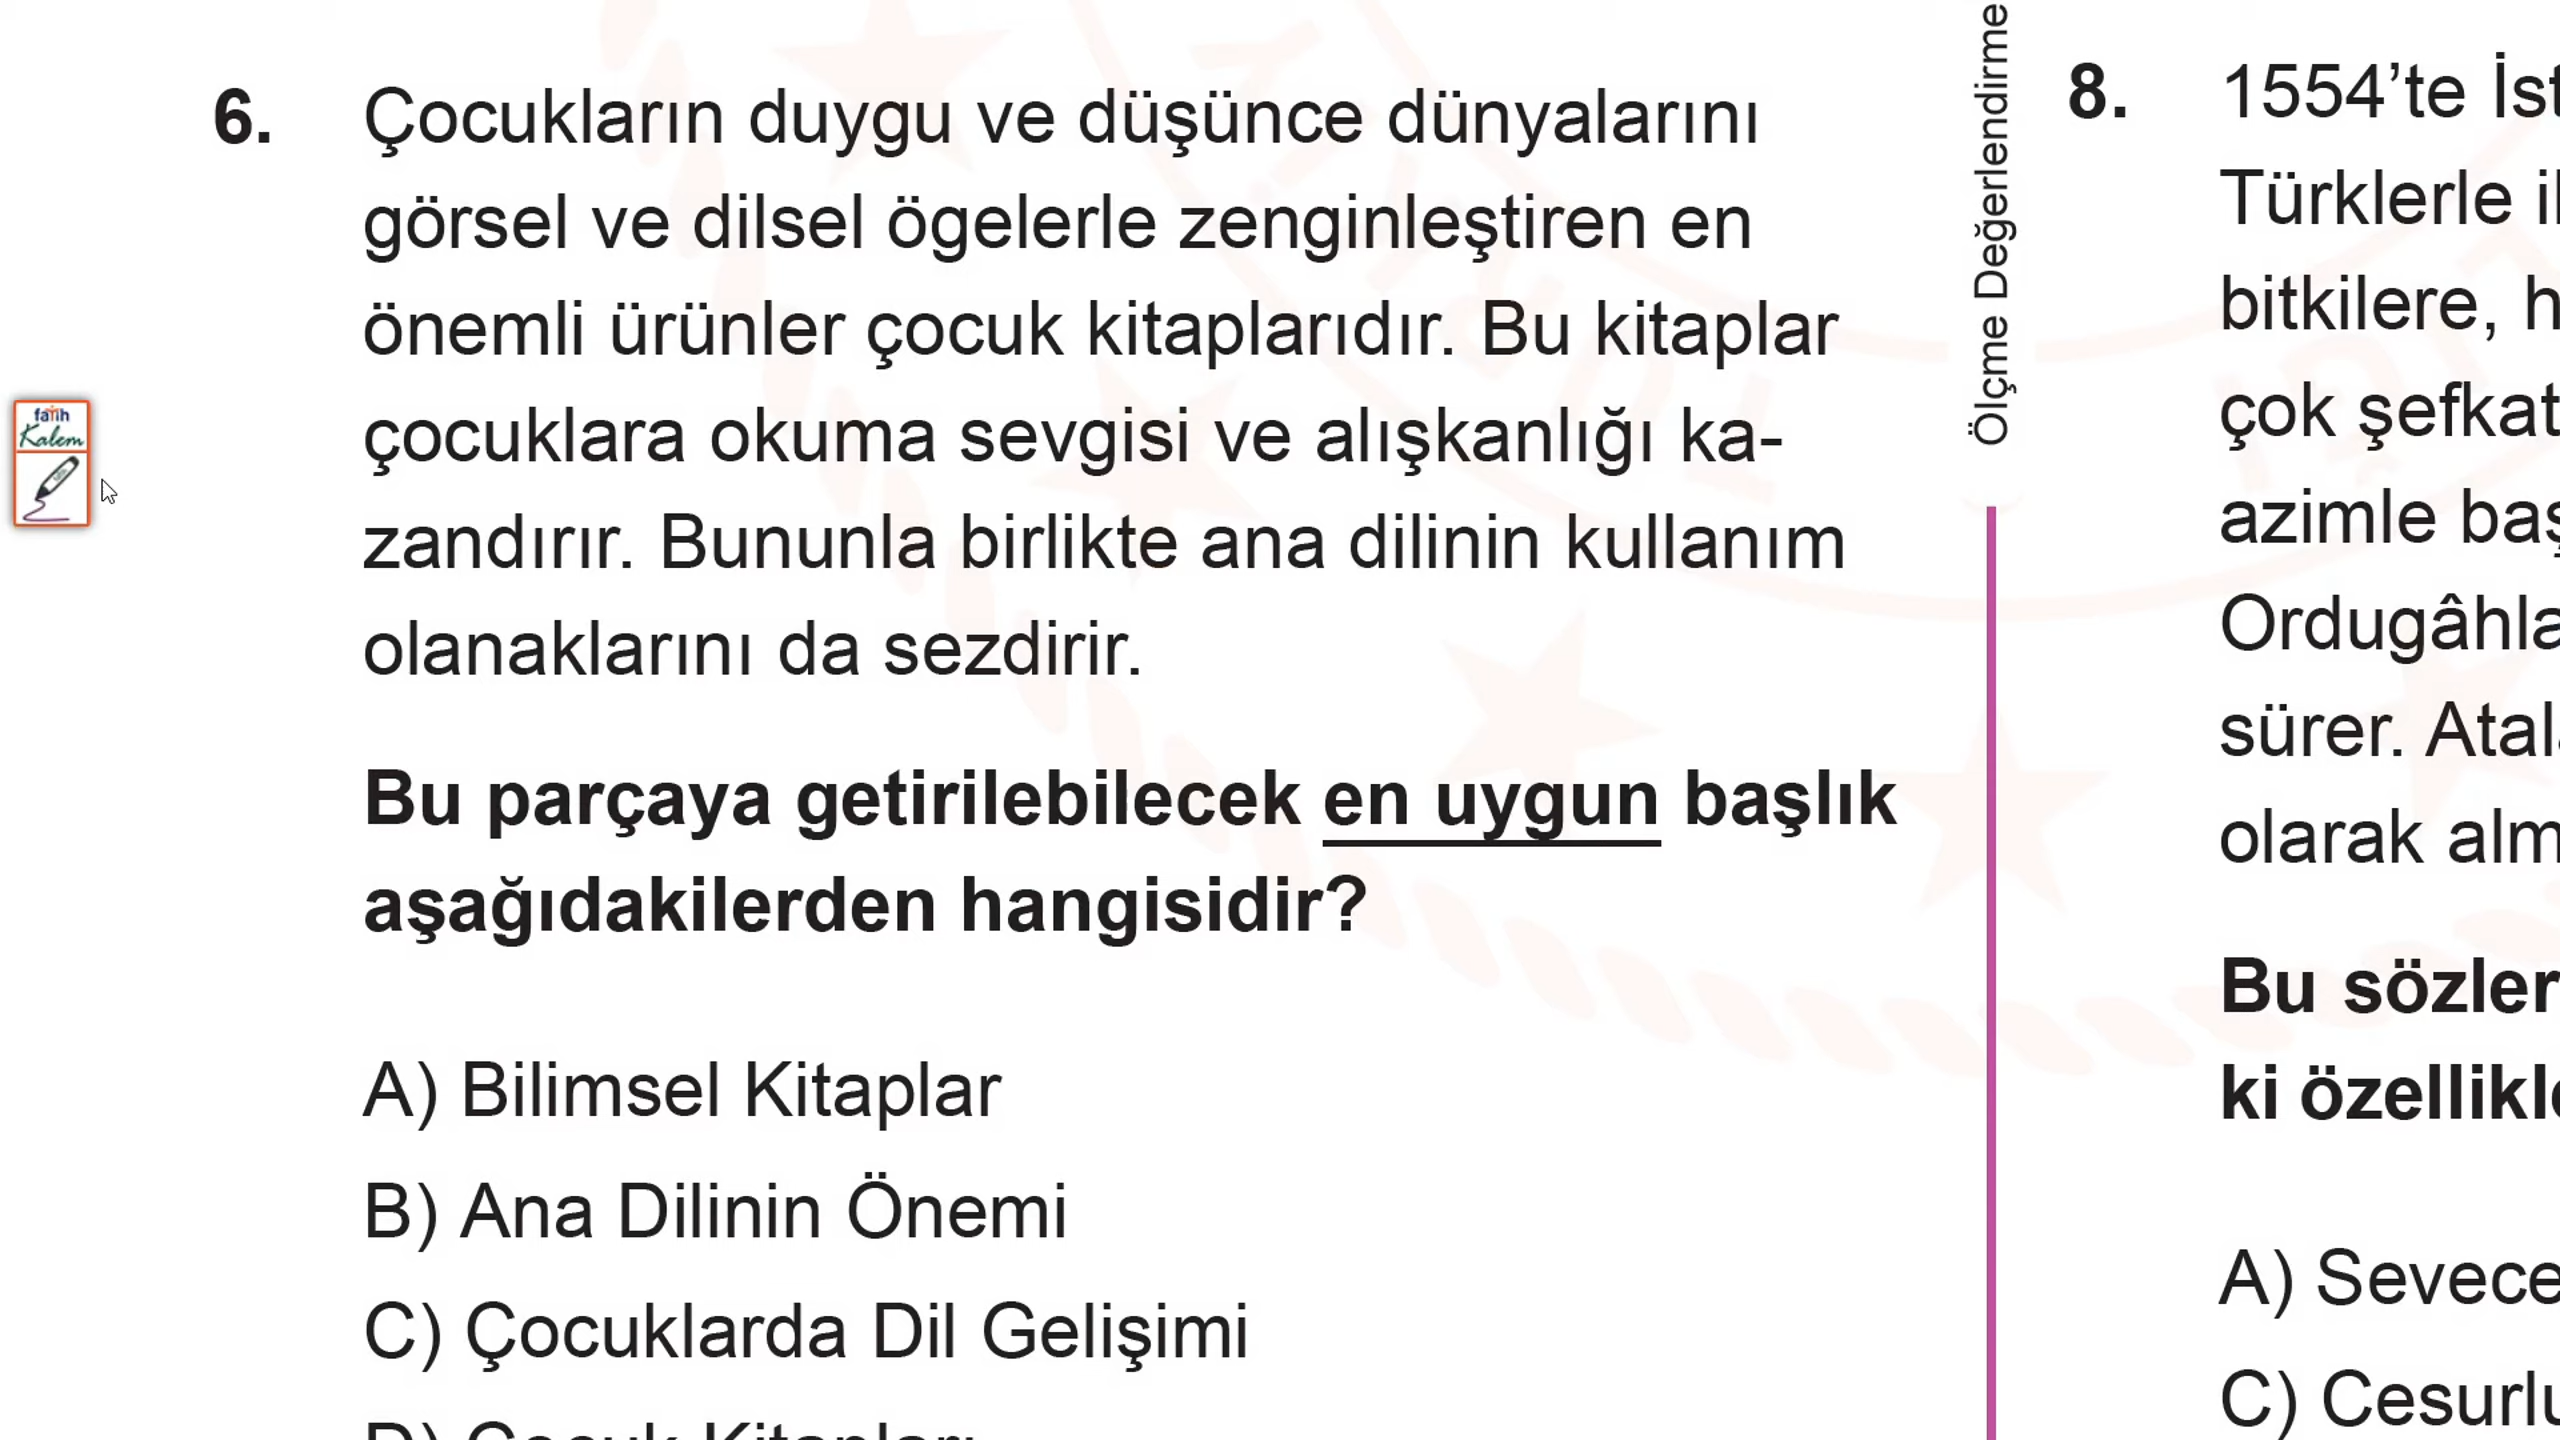 6. Çocukların duygu ve düşünce dünyalarını
görsel ve dilsel ögelerle zenginleştiren en
önemli ürünler çocuk kitaplarıdır. Bu kitaplar
çocuklara okuma sevgisi ve alışkanlığı ka-
zandırır. Bununla birlikte ana dilinin kullanım
olanaklarını da sezdirir.
Bu parçaya getirilebilecek en uygun başlık
aşağıdakilerden hangisidir?
A) Bilimsel Kitaplar
B) Ana Dilinin Önemi
C) Çocuklarda Dil Gelişimi
D) Çocuk Kitapları
fatih
Kalem
Ölçme Değerlendirme
8. 1554’te İst
Türklerle il
bitkilere, h
çok şefkat
azimle baş
Ordugâhla
sürer. Atal
olarak alm
Bu sözler
ki özellikl
A) Sevece
C) Cesurlu